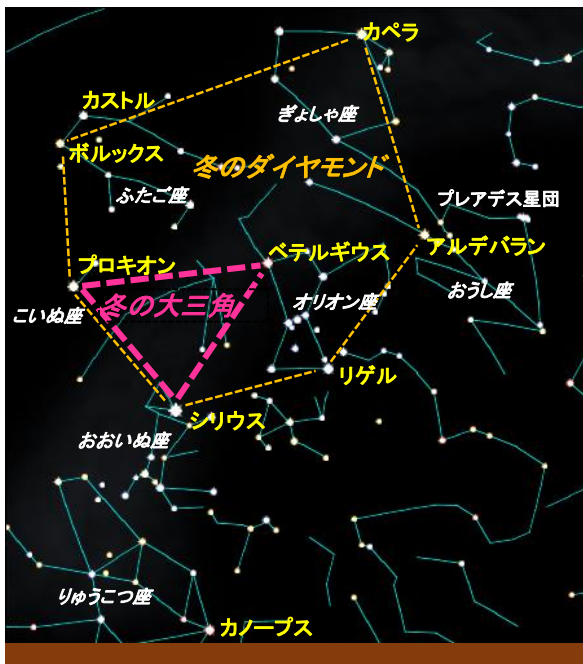 カペラ
カストル
ぎょしゃ座
ボルックス
冬のダイヤモンド
ふたご座
プレアデス星団
アルデバラン
ベテルギウス
プロキオン
おうし座
冬の大三角
オリオン座
こいぬ座
リゲル
シリウス
おおいぬ座
りゅうこつ座
カノープス